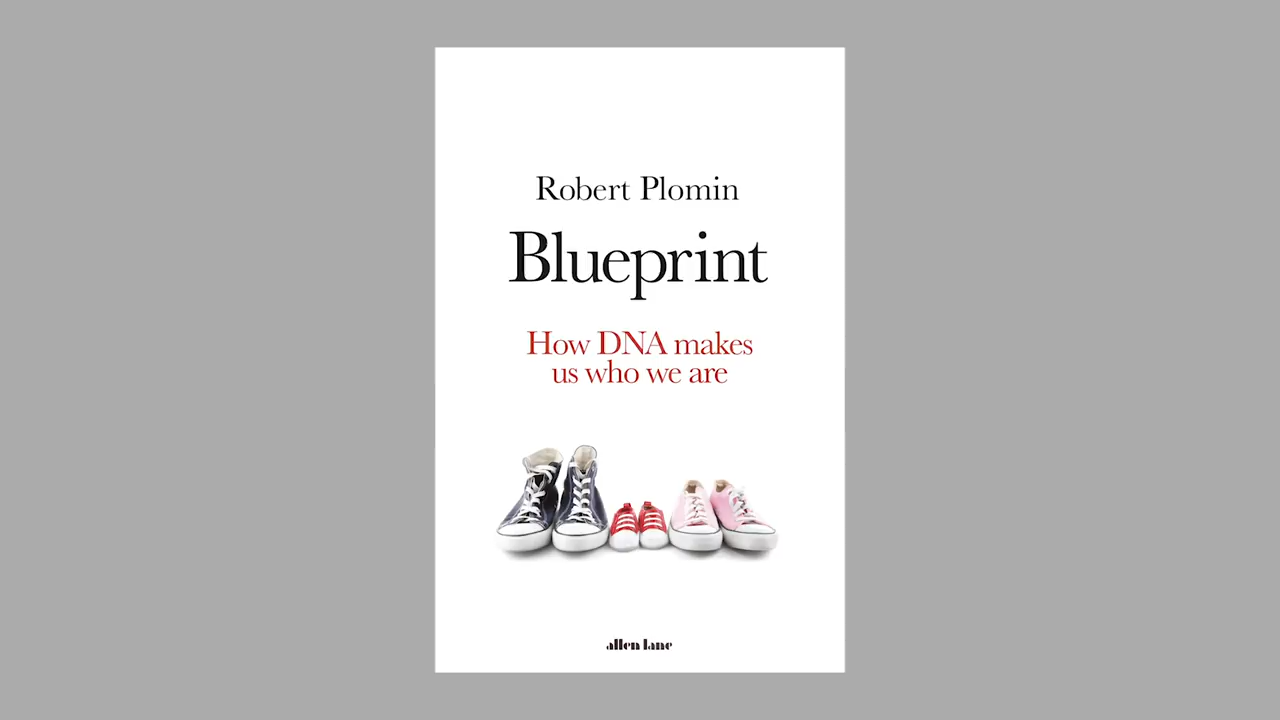 Robert Plomin
Blueprint
How DNA makes
us who we are
allen lane